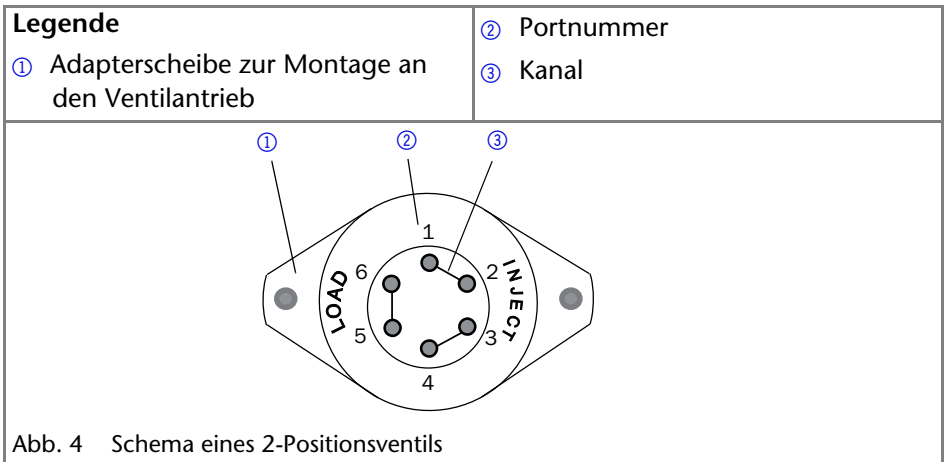 Legende
① Adapterscheibe zur Montage an
den Ventilantrieb
② Portnummer
③ Kanal
① ② ③
1
6 2
LOAD INJECT
5 3
4
Abb. 4 Schema eines 2-Positionsventils